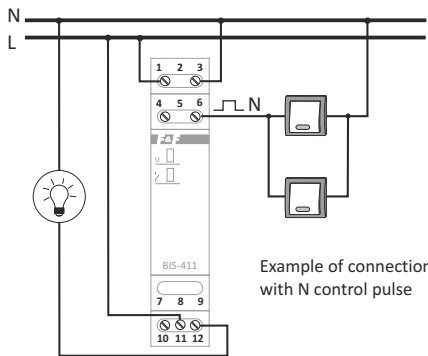 N
L
1 2 3
4 5 6
N
F&F
U
BIS-411
Example of connection
with N control pulse
7 8 9
10 11 12